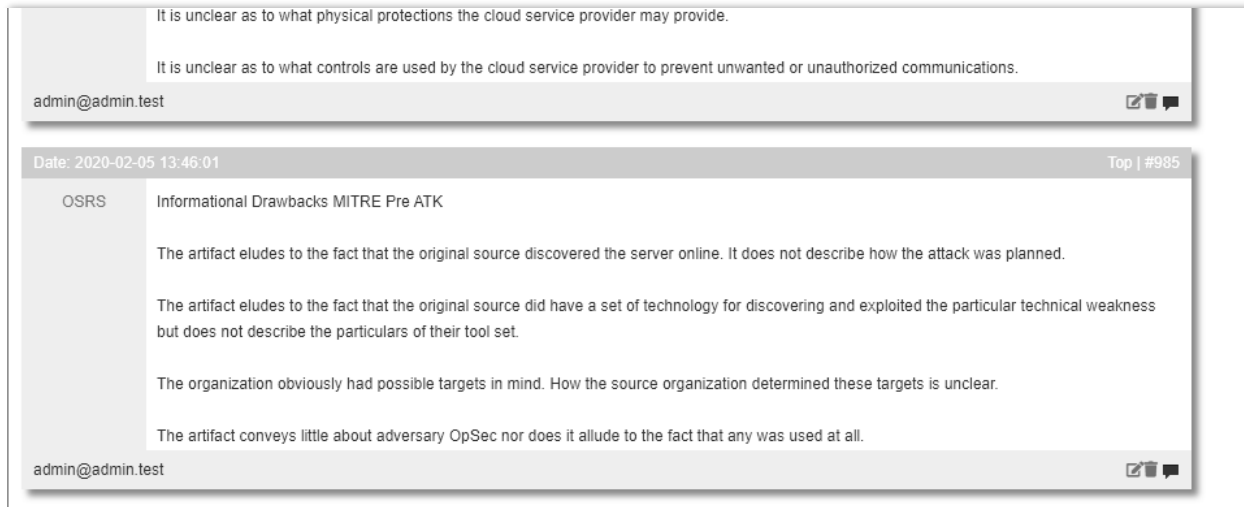 It is unclear as to what physical protections the cloud service provider may provide.
It is unclear as to what controls are used by the cloud service provider to prevent unwanted or unauthorized communications.
admin@admin.test
Date: 2020-02-05 13:46:01 Top | #985
OSRS Informational Drawbacks MITRE Pre ATK
The artifact eludes to the fact that the original source discovered the server online. It does not describe how the attack was planned.
The artifact eludes to the fact that the original source did have a set of technology for discovering and exploited the particular technical weakness
but does not describe the particulars of their tool set.
The organization obviously had possible targets in mind. How the source organization determined these targets is unclear.
The artifact conveys little about adversary OpSec nor does it allude to the fact that any was used at all.
admin@admin.test